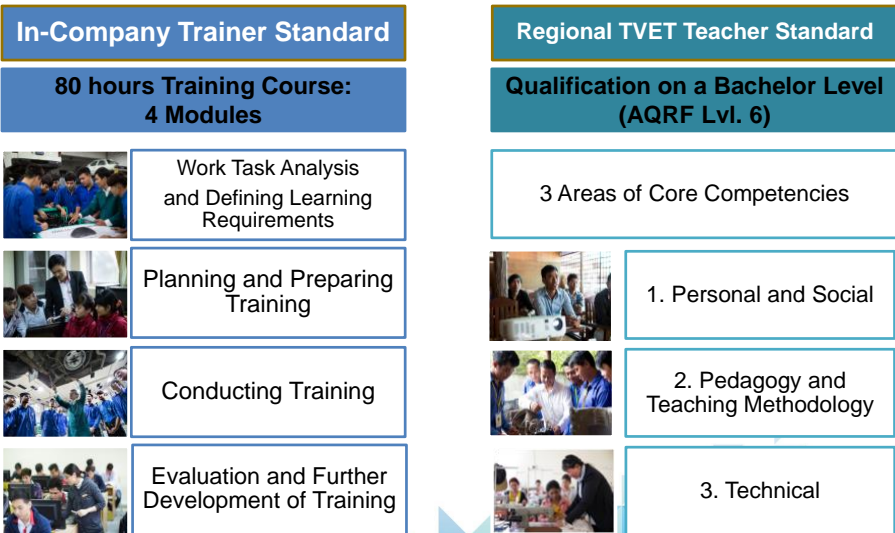 In-Company Trainer Standard
80 hours Training Course:
4 Modules
Work Task Analysis
and Defining Learning
Requirements
Planning and Preparing
Training
Conducting Training
Evaluation and Further
Development of Training
Regional TVET Teacher Standard
Qualification on a Bachelor Level
(AQRF Lvl. 6)
3 Areas of Core Competencies
1. Personal and Social
2. Pedagogy and
Teaching Methodology
3. Technical